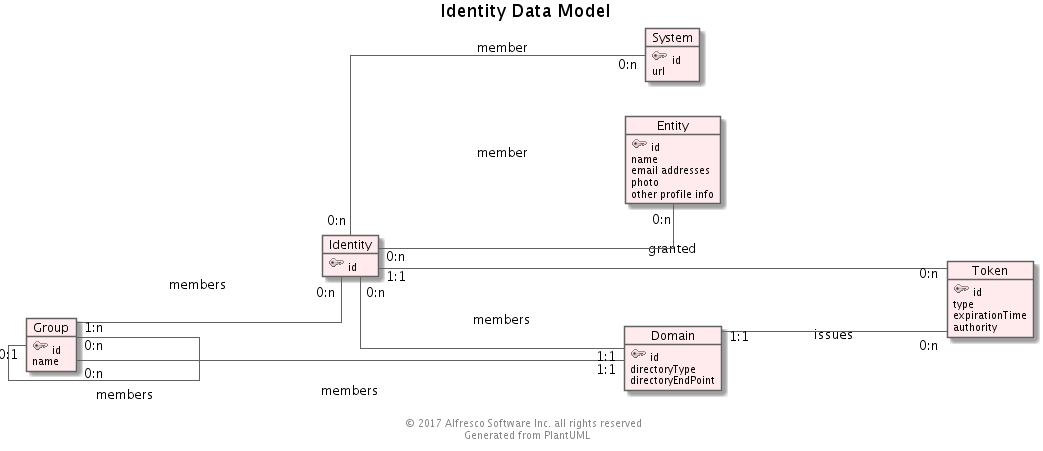 Identity Data Model
System
id
url
member
0:n
Entity
id
name
email addresses
photo
other profile info
member
0:n
0:n
granted
Identity
id
0:n
1:1
0:n
0:n
0:n
Token
id
type
expirationTime
authority
members
members
Group
id
name
1:n
0:n
0:1
0:n
members
members
Domain
id
directoryType
directoryEndPoint
1:1
1:1
1:1
issues
0:n
© 2017 Alfresco Software Inc. all rights reserved
Generated from PlantUML